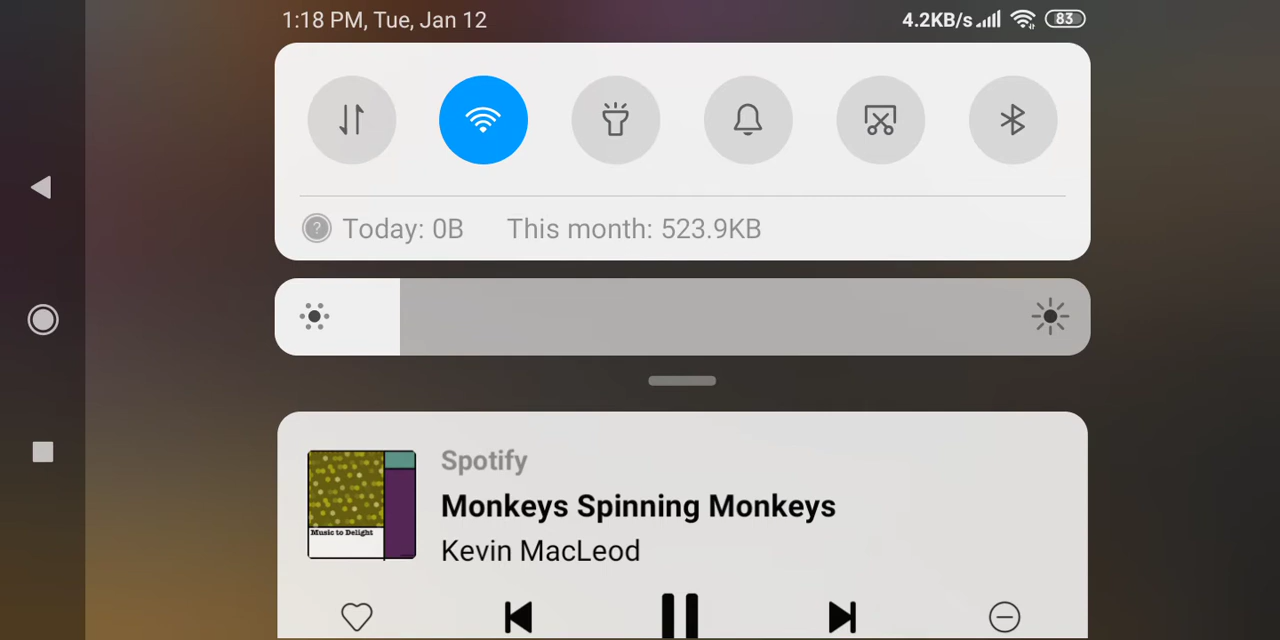 1:18 PM, Tue, Jan 12
4.2KB/s
83
Today: 0B This month: 523.9KB
Spotify
Monkeys Spinning Monkeys
Music to Delight
Kevin MacLeod